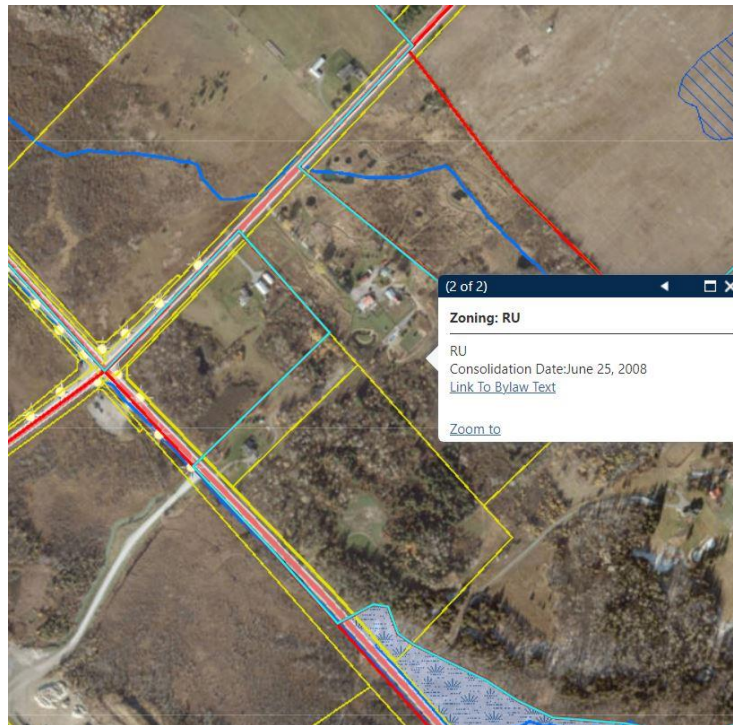 (2 of 2)
Zoning: RU
RU
Consolidation Date:June 25, 2008
Link To Bylaw Text
Zoom to